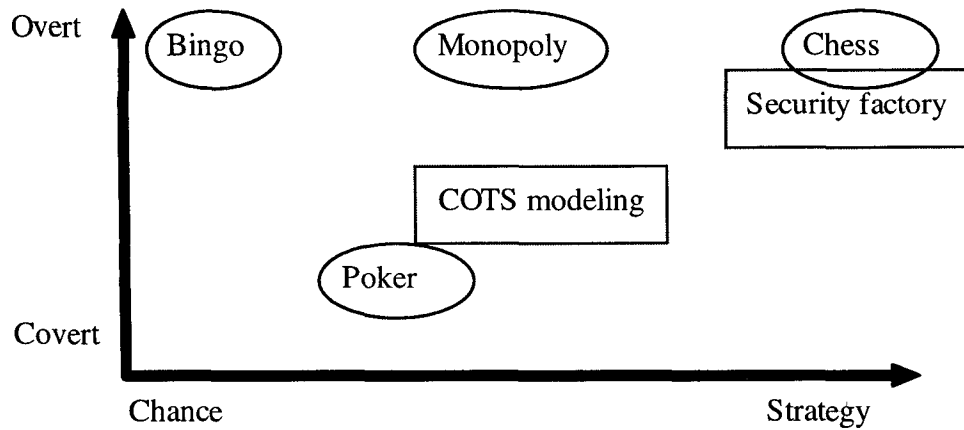 Overt
Bingo
Monopoly
Chess
Security factory
COTS modeling
Poker
Covert
Chance
Strategy